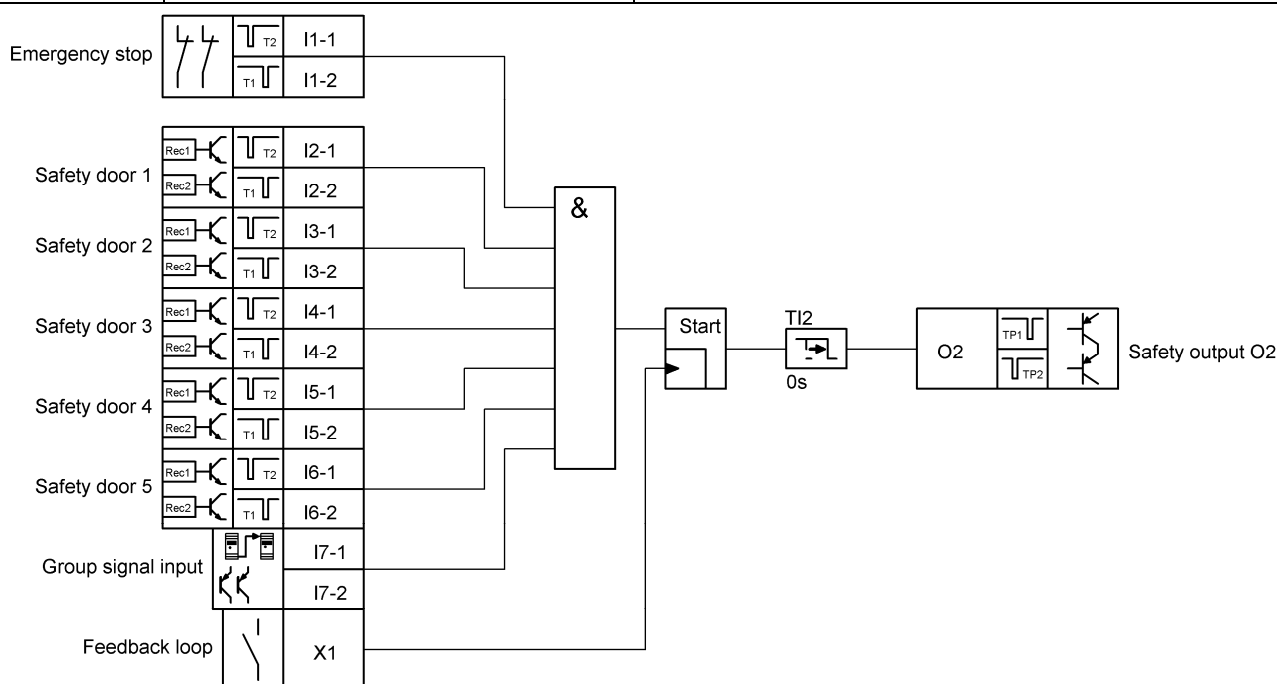 Emergency stop
T2 I1-1
T1 I1-2
Safety door 1
Rec1 T2 I2-1
Rec2 T1 I2-2
Safety door 2
Rec1 T2 I3-1
Rec2 T1 I3-2
Safety door 3
Rec1 T2 I4-1
Rec2 T1 I4-2
Safety door 4
Rec1 T2 I5-1
Rec2 T1 I5-2
Safety door 5
Rec1 T2 I6-1
Rec2 T1 I6-2
Group signal input
I7-1
I7-2
Feedback loop
X1
&
Start
TI2
0s
O2
TP1
TP2
Safety output O2